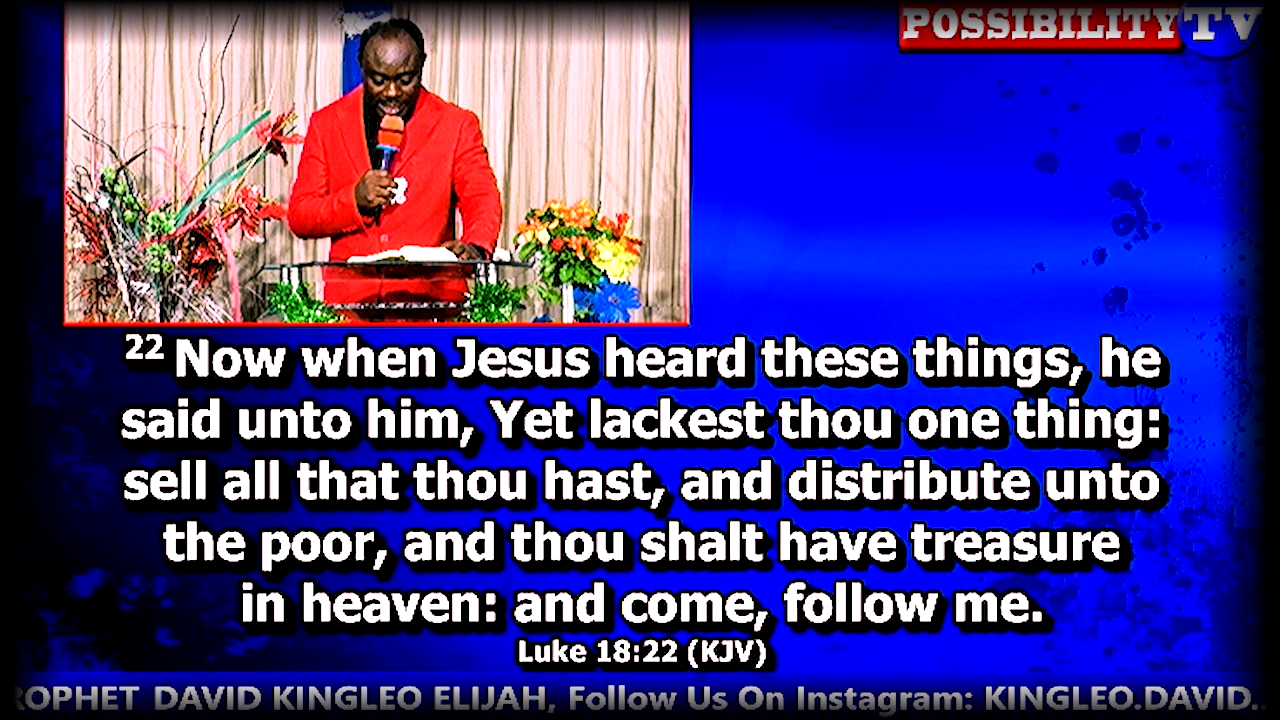 POSSIBILITY TV
22 Now when Jesus heard these things, he
said unto him, Yet lackest thou one thing:
sell all that thou hast, and distribute unto
the poor, and thou shalt have treasure
in heaven: and come, follow me.
Luke 18:22 (KJV)
ROPHET DAVID KINGLEO ELIJAH, Follow Us On Instagram: KINGLEO.DAVID..